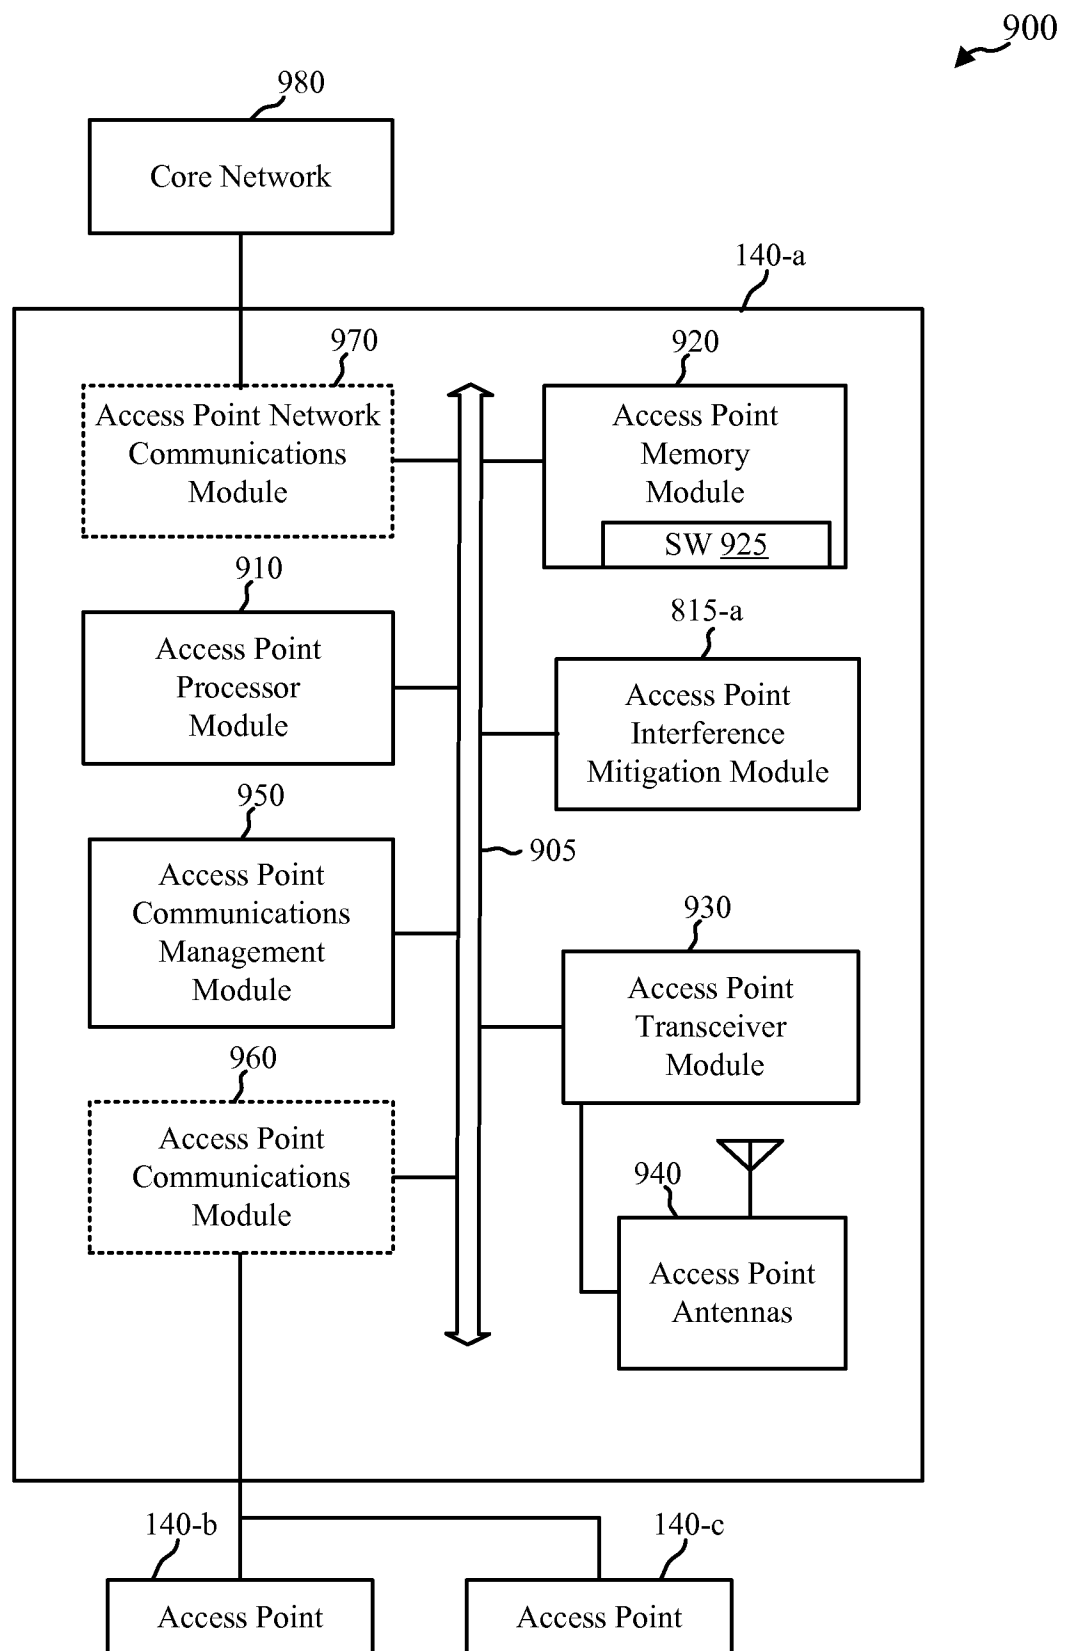 900
980
Core Network
140-a
970
Access Point Network
Communications
Module
920
Access Point
Memory
Module
SW 925
910
Access Point
Processor
Module
815-a
Access Point
Interference
Mitigation Module
950
Access Point
Communications
Management
Module
905
930
Access Point
Transceiver
Module
960
Access Point
Communications
Module
940
Access Point
Antennas
140-b
Access Point
140-c
Access Point